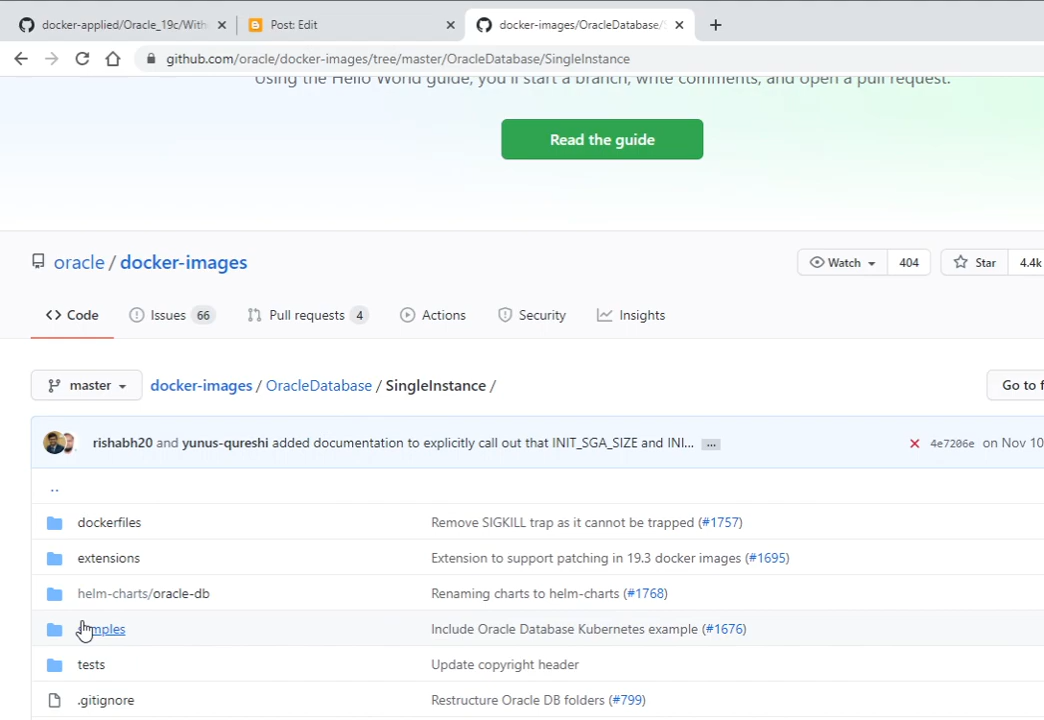 docker-applied/Oracle_19c/With
Post: Edit
docker-images/OracleDatabase/
github.com/oracle/docker-images/tree/master/OracleDatabase/SingleInstance
Using the Hello World guide, you'll start a branch, write comments, and open a pull request.
Read the guide
oracle / docker-images
Watch 404 Star 4.4k
Code Issues 66 Pull requests 4 Actions Security Insights
master docker-images / OracleDatabase / SingleInstance /
Go to f
rishabh20 and yunus-qureshi added documentation to explicitly call out that INIT_SGA_SIZE and INI... ... 4e7206e on Nov 10
..
dockerfiles Remove SIGKILL trap as it cannot be trapped (#1757)
extensions Extension to support patching in 19.3 docker images (#1695)
helm-charts/oracle-db Renaming charts to helm-charts (#1768)
Include Oracle Database Kubernetes example (#1676)
tests Update copyright header
.gitignore Restructure Oracle DB folders (#799)